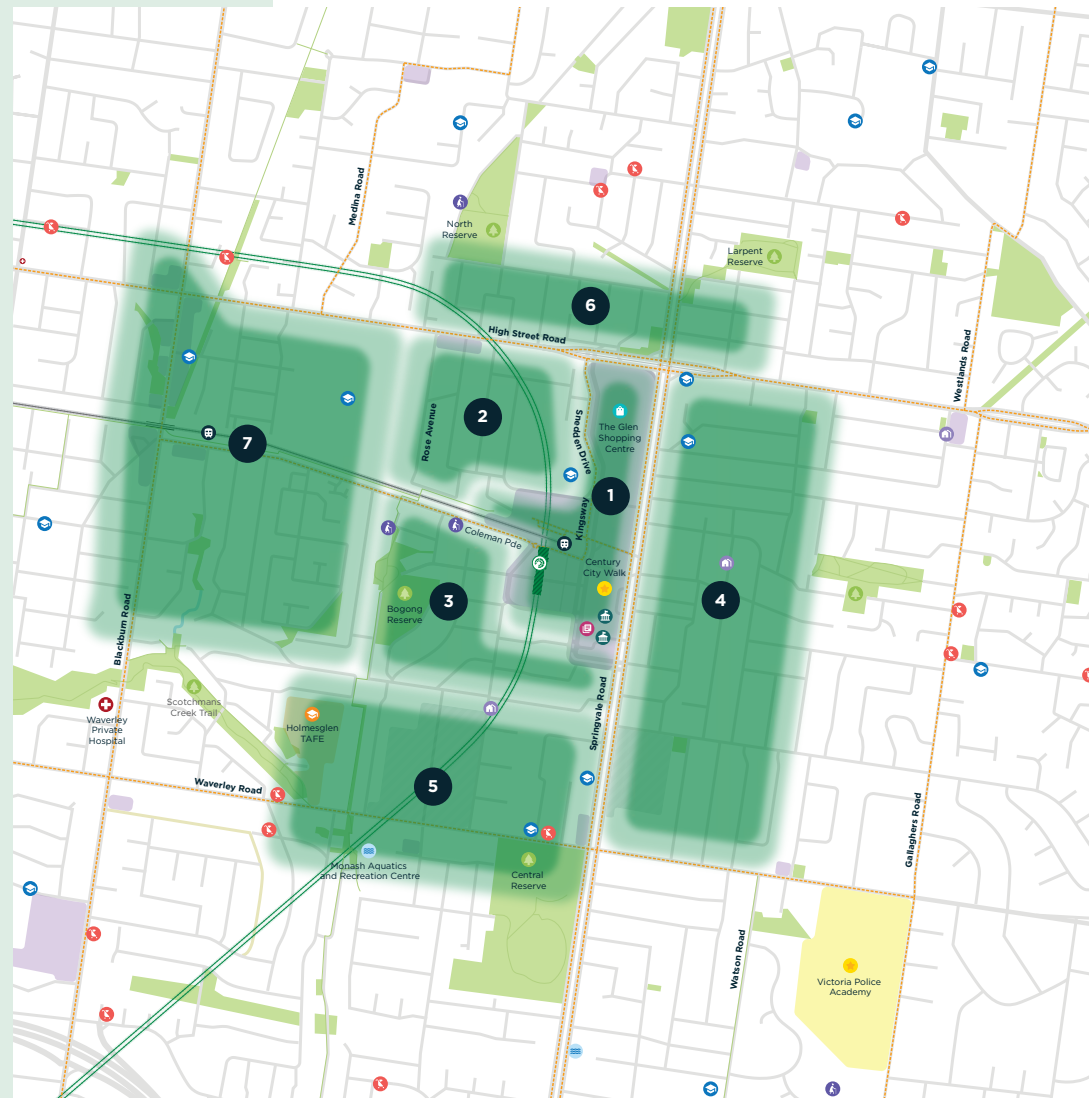 Medina Road
North
Reserve
Larpent
Reserve
6
High Street Road
Westlands Road
2
Rose Avenue
Snedden Drive
The Glen
Shopping
Centre
7
1
Kingsway
Coleman Pde
Century
City Walk
Bogong
Reserve
3
4
Blackburn Road
Scotchmans
Creek Trail
Waverley
Private
Hospital
Holmesglen
TAFE
Springvale Road
5
Waverley Road
Monash Aquatics
and Recreation Centre
Central
Reserve
Gallaghers Road
Watson Road
Victoria Police
Academy